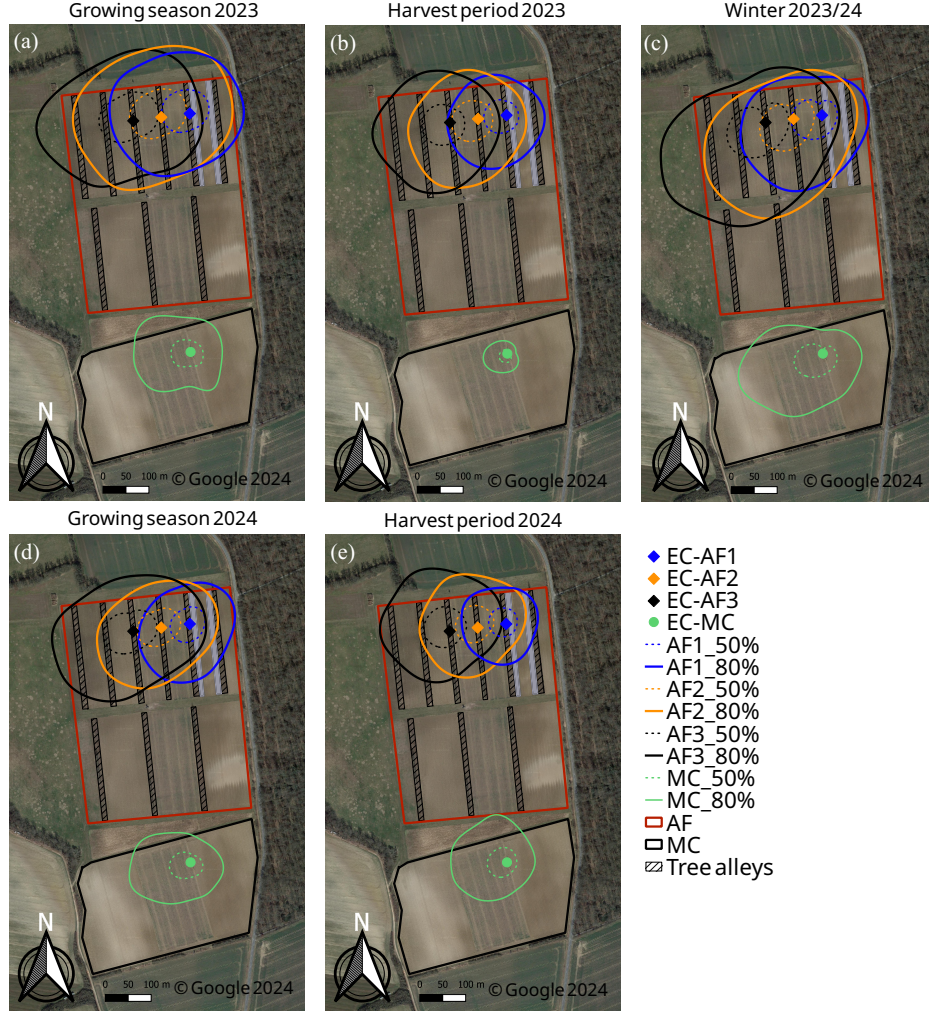 Growing season 2023
Harvest period 2023
Winter 2023/24
(a)
(b)
(c)
N
0 50 100 m
© Google 2024
N
0 50 100 m
© Google 2024
N
0 50 100 m
© Google 2024
Growing season 2024
Harvest period 2024
(d)
(e)
N
0 50 100 m
© Google 2024
N
0 50 100 m
© Google 2024
EC-AF1
EC-AF2
EC-AF3
EC-MC
AF1_50%
AF1_80%
AF2_50%
AF2_80%
AF3_50%
AF3_80%
MC_50%
MC_80%
AF
MC
Tree alleys